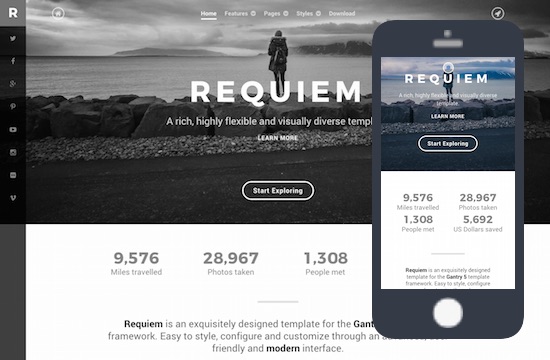 R
Home Features Pages Styles Download
REQUIEM
A rich, highly flexible and visually diverse templ
LEARN MORE
Start Exploring
9,576 28,967 1,308
Miles travelled Photos taken People met
Requiem is an exquisitely designed template for the Gant
framework. Easy to style, configure and customize through an
friendly and modern interface.
REQUIEM
A rich, highly flexible and visually diverse
template.
LEARN MORE
Start Exploring
9,576 28,967
Miles travelled Photos taken
1,308 5,692
People met US Dollars saved
Requiem is an exquisitely designed
template for the Gantry 5 template
framework. Easy to style, configure